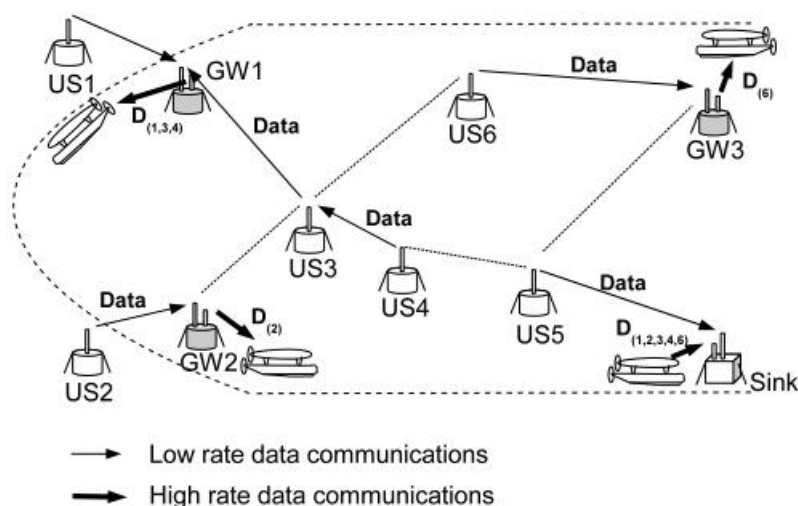 US1
GW1
D(1,3,4)
Data
US6
Data
D(6)
GW3
US3
Data
US4
US5
Data
Data
US2
GW2
D(2)
D(1,2,3,4,6)
Sink
Low rate data communications
High rate data communications